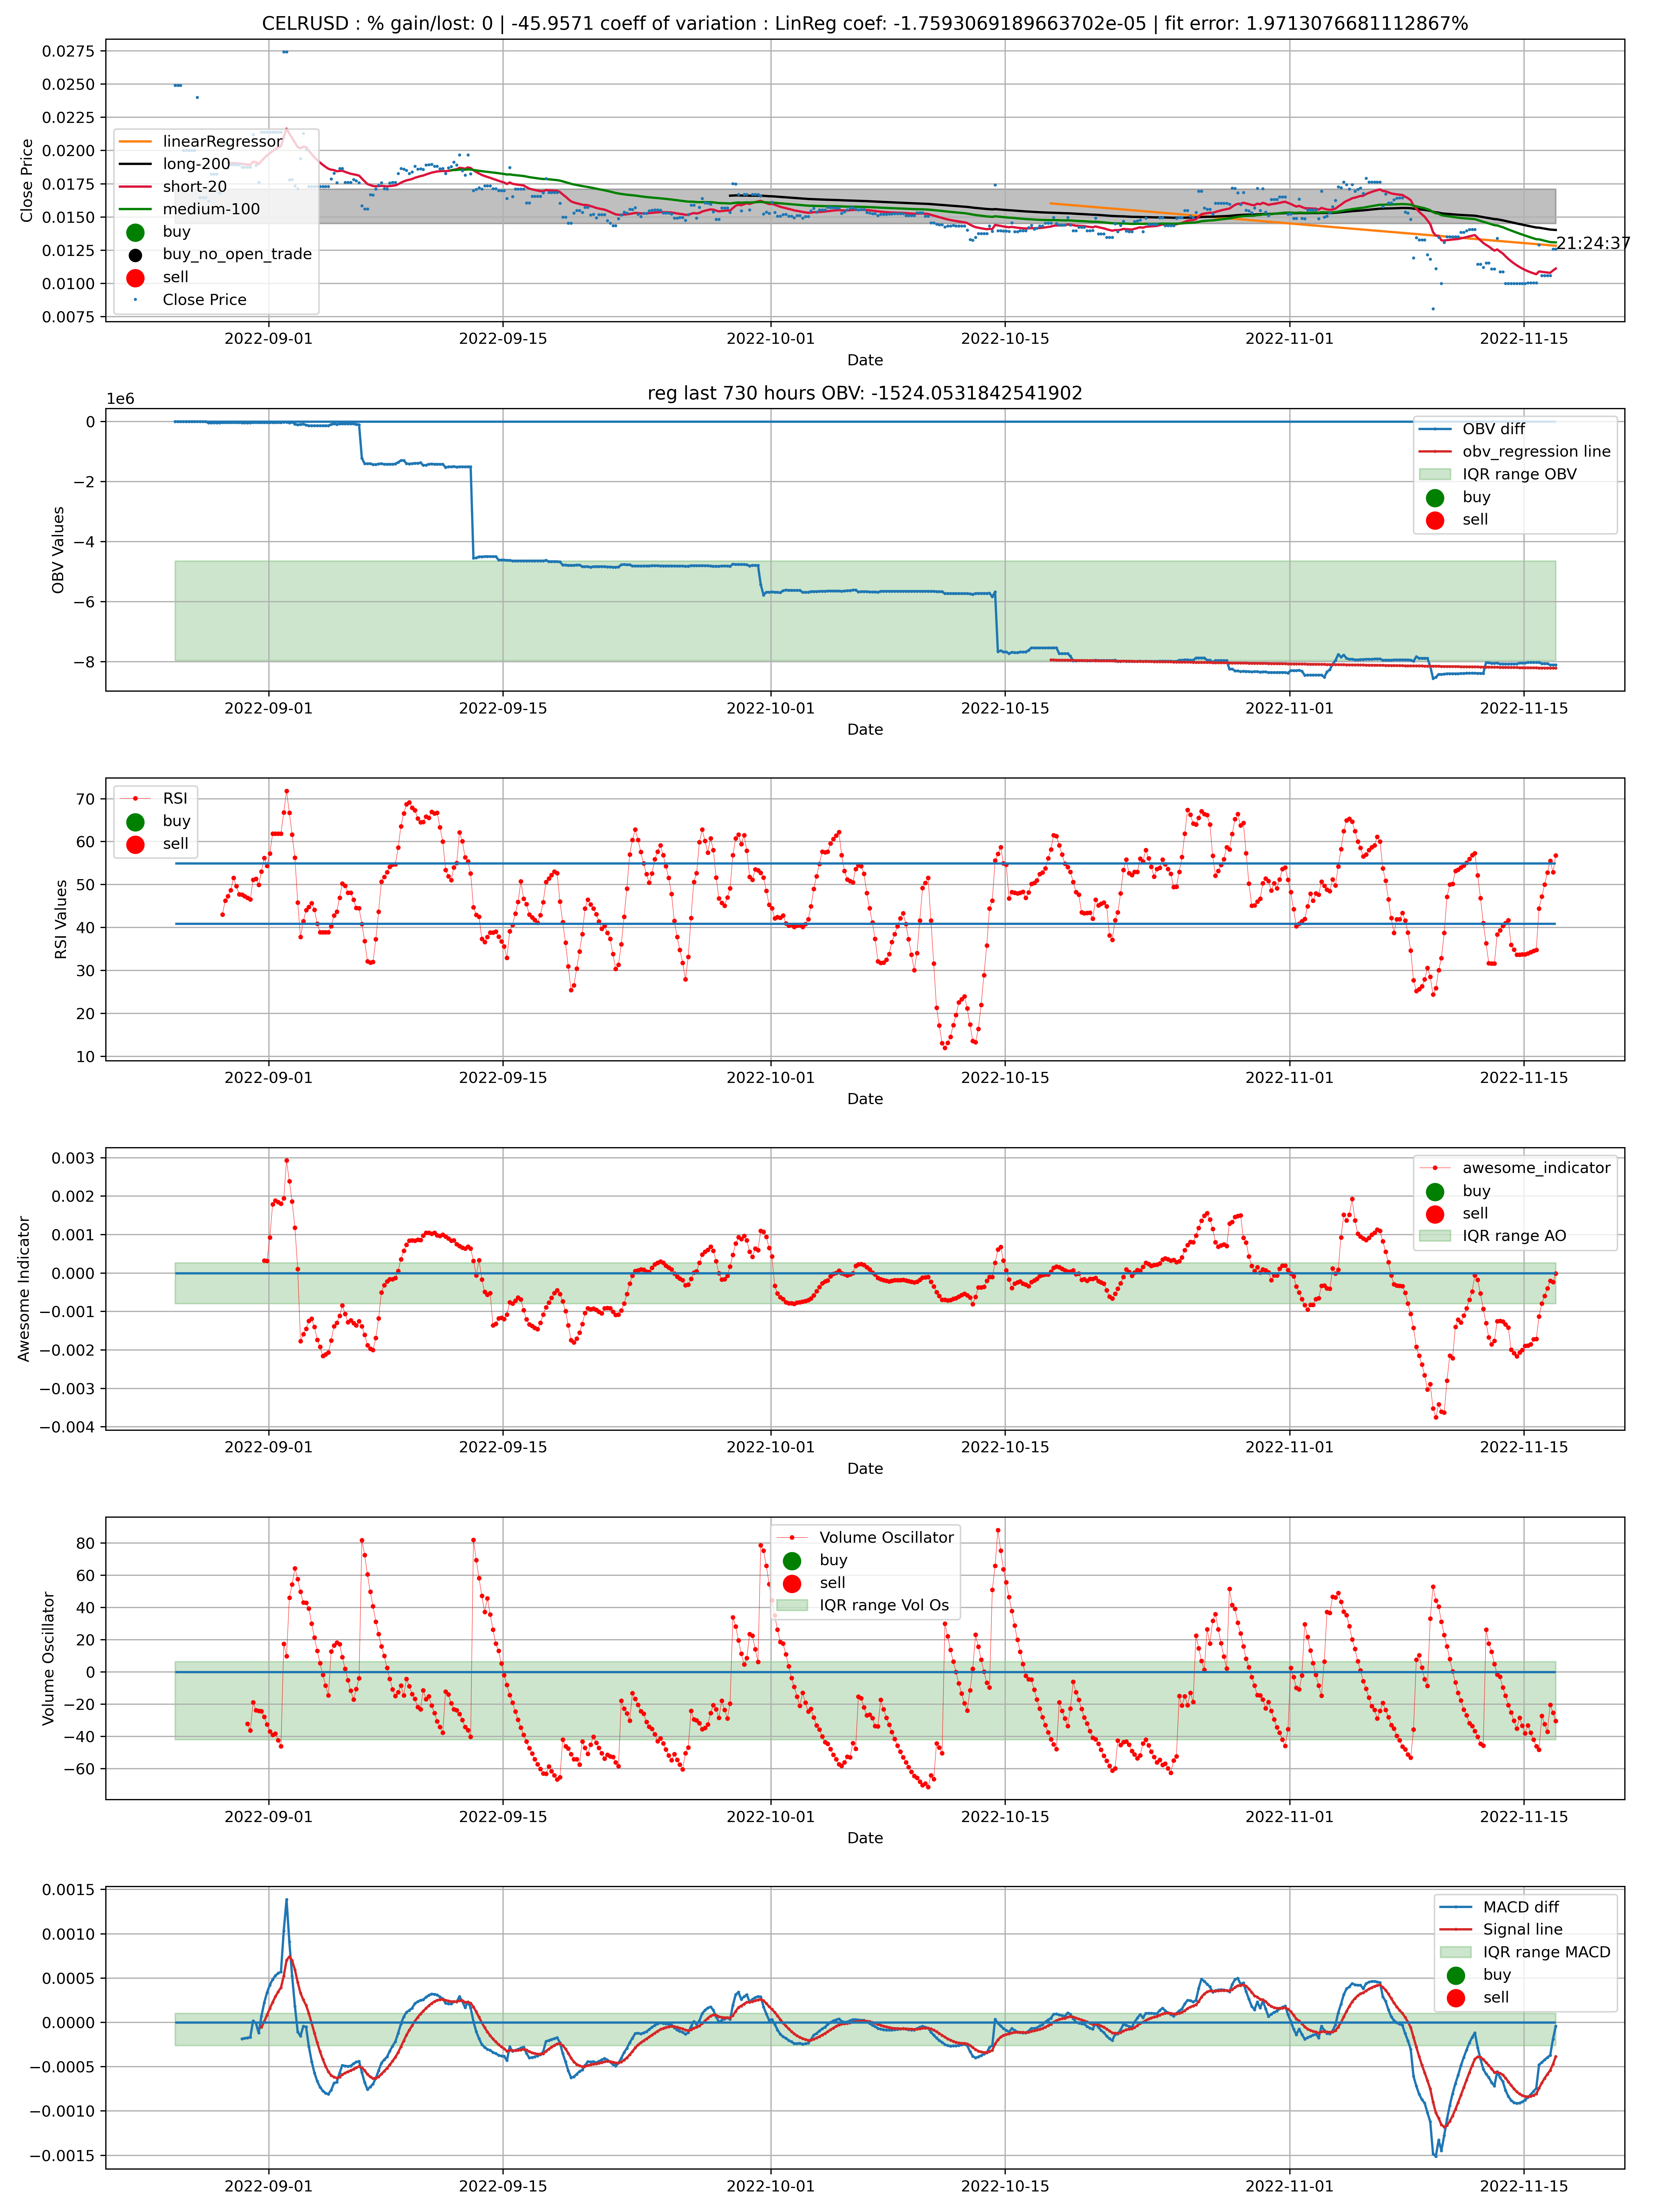 CELRUSD : % gain/lost: 0 | -45.9571 coeff of variation : LinReg coef: -1.7593069189663702e-05 | fit error: 1.9713076681112867%
0.0275
0.0250
0.0225
0.0200
0.0175
0.0150
0.0125
0.0100
0.0075
Close Price
linearRegressor
long-200
short-20
medium-100
buy
buy_no_open_trade
sell
Close Price
21:24:37
2022-09-01 2022-09-15 2022-10-01 2022-10-15 2022-11-01 2022-11-15
Date
reg last 730 hours OBV: -1524.0531842541902
1e6
0
−2
−4
−6
−8
OBV Values
OBV diff
obv_regression line
IQR range OBV
buy
sell
2022-09-01 2022-09-15 2022-10-01 2022-10-15 2022-11-01 2022-11-15
Date
70
60
50
40
30
20
10
RSI Values
RSI
buy
sell
2022-09-01 2022-09-15 2022-10-01 2022-10-15 2022-11-01 2022-11-15
Date
0.003
0.002
0.001
0.000
−0.001
−0.002
−0.003
−0.004
Awesome Indicator
awesome_indicator
buy
sell
IQR range AO
2022-09-01 2022-09-15 2022-10-01 2022-10-15 2022-11-01 2022-11-15
Date
80
60
40
20
0
−20
−40
−60
Volume Oscillator
Volume Oscillator
buy
sell
IQR range Vol Os
2022-09-01 2022-09-15 2022-10-01 2022-10-15 2022-11-01 2022-11-15
Date
0.0015
0.0010
0.0005
0.0000
−0.0005
−0.0010
−0.0015
MACD diff
Signal line
IQR range MACD
buy
sell
2022-09-01 2022-09-15 2022-10-01 2022-10-15 2022-11-01 2022-11-15